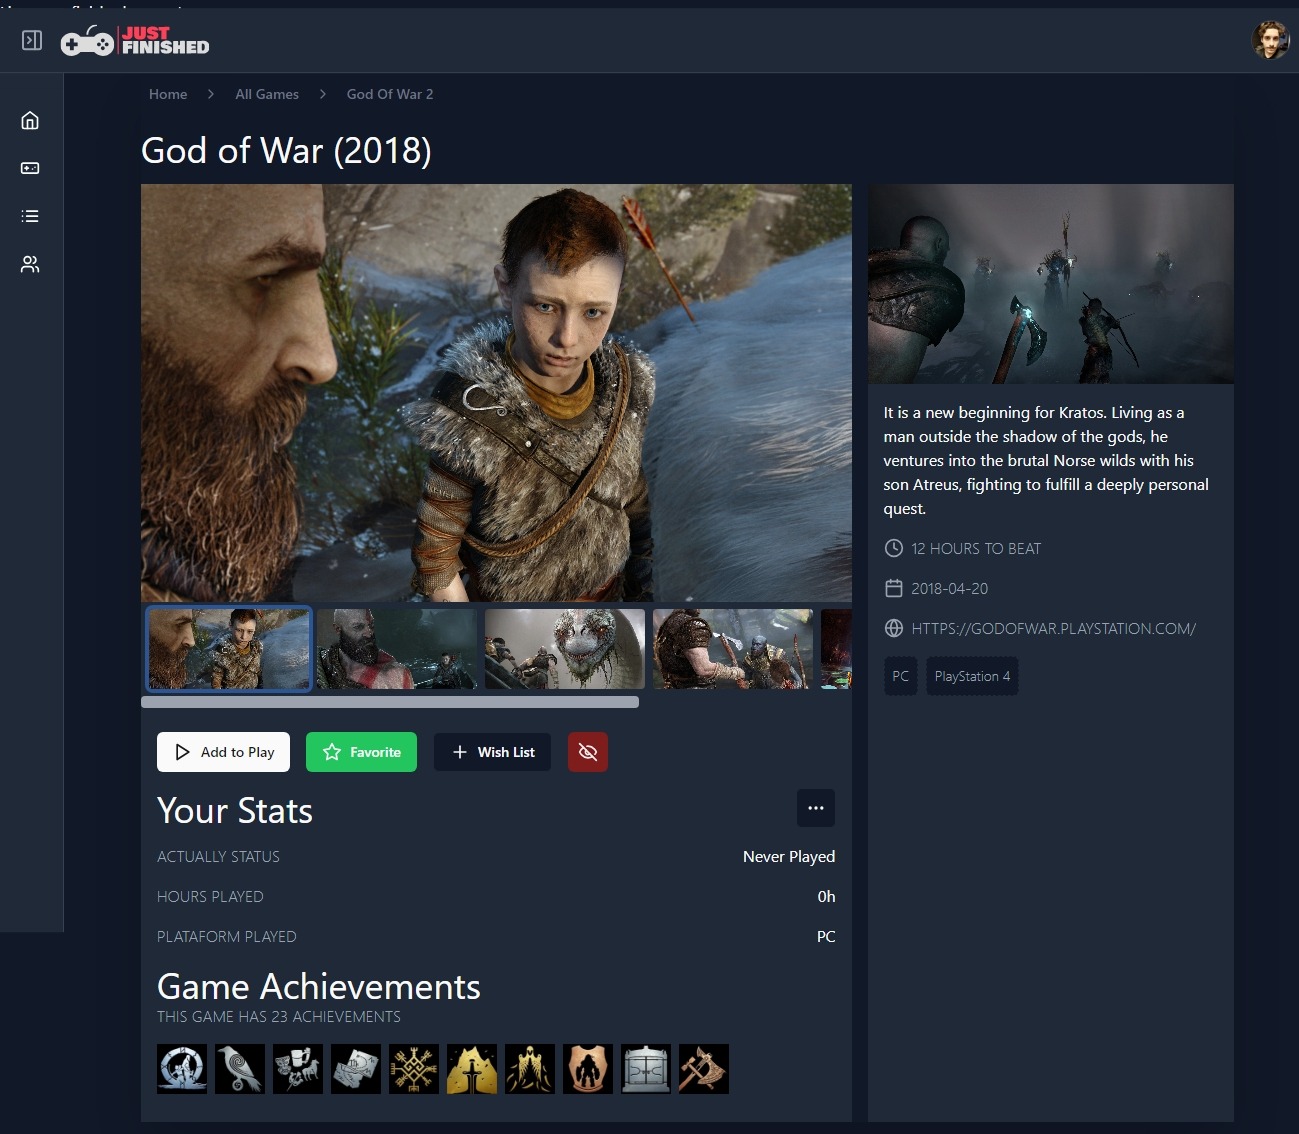 JUST
FINISHED
Home
All Games
God Of War 2
God of War (2018)
It is a new beginning for Kratos. Living as a
man outside the shadow of the gods, he
ventures into the brutal Norse wilds with his
son Atreus, fighting to fulfill a deeply personal
quest.
12 HOURS TO BEAT
2018-04-20
HTTPS://GODOFWAR.PLAYSTATION.COM/
PC
PlayStation 4
Add to Play
Favorite
Wish List
Your Stats
ACTUALLY STATUS
Never Played
HOURS PLAYED
0h
PLATAFORM PLAYED
PC
Game Achievements
THIS GAME HAS 23 ACHIEVEMENTS